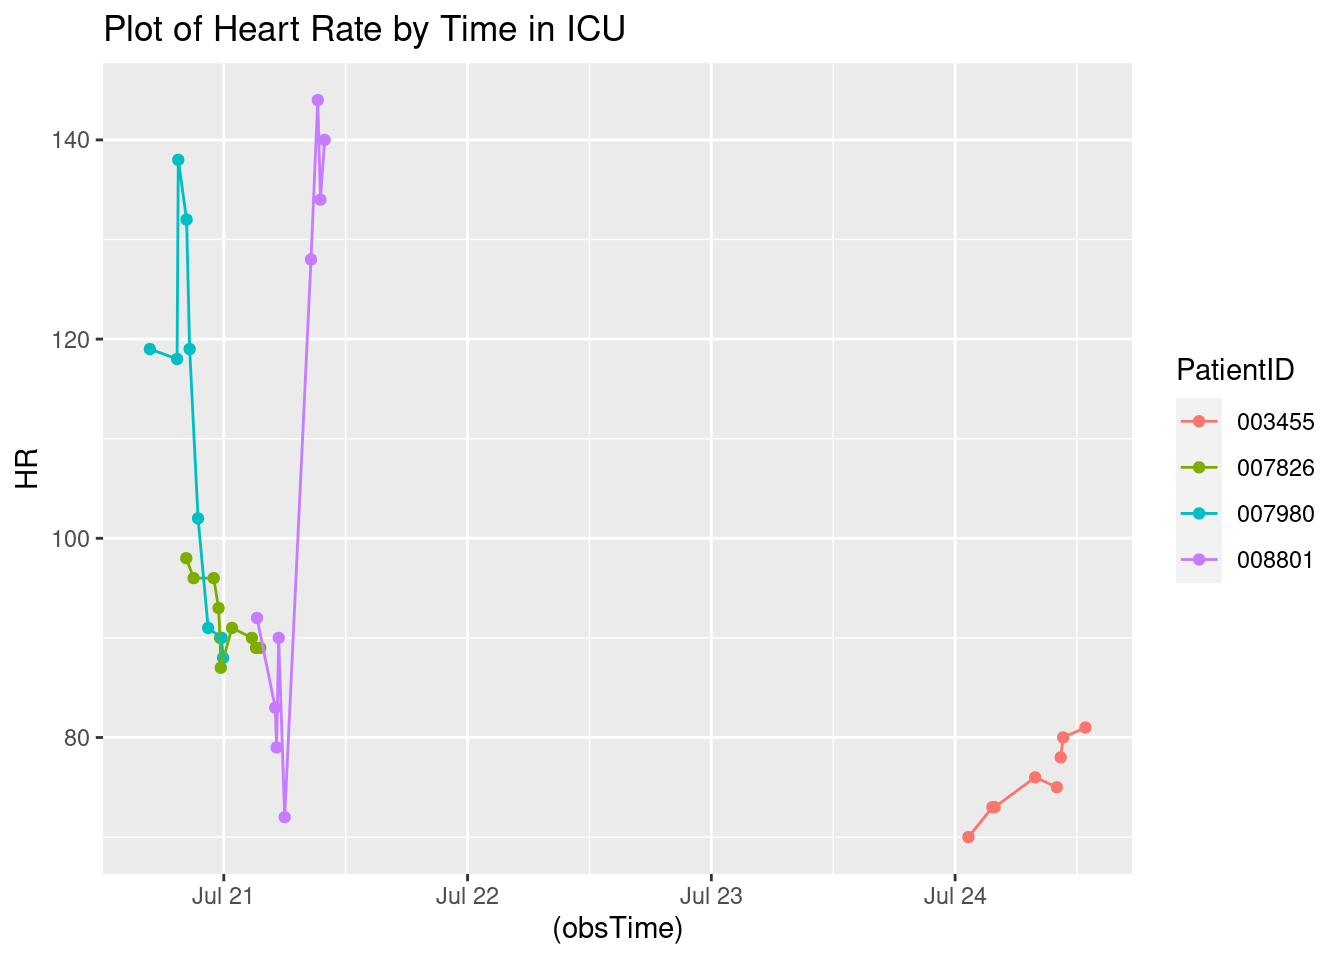 Plot of Heart Rate by Time in ICU
140
120
100
80
HR
Jul 21
Jul 22
Jul 23
Jul 24
(obsTime)
PatientID
003455
007826
007980
008801